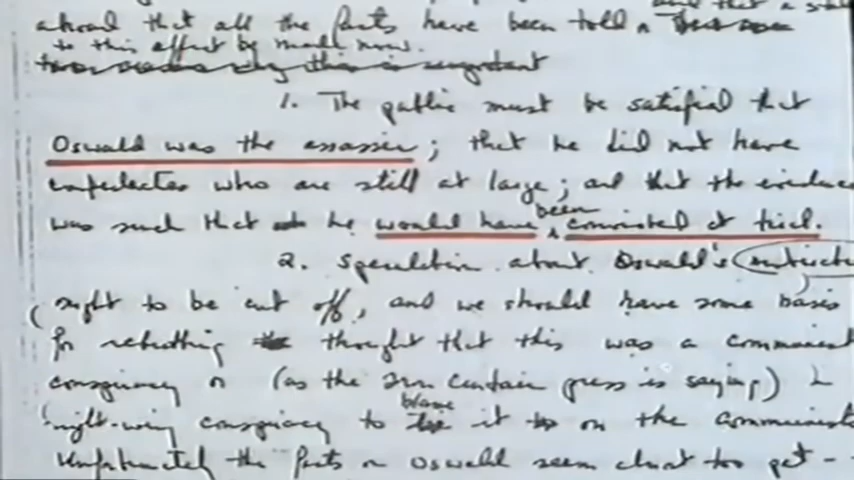 and that a
abroad that all the facts have been told
to this effect be made now.
1. The public must be satisfied that
Oswald was the assassin; that he did not have
confederates who are still at large; and that the evidence
was such that he would have been convicted at trial.
2. Speculation about Oswald's
ought to be cut off, and we should have some basis
for rebutting thought that this was a communist
conspiracy or (as the Iron Curtain press is saying) a
right-wing conspiracy to blame it on the communists
Unfortunately the facts on Oswald seem about too pat -